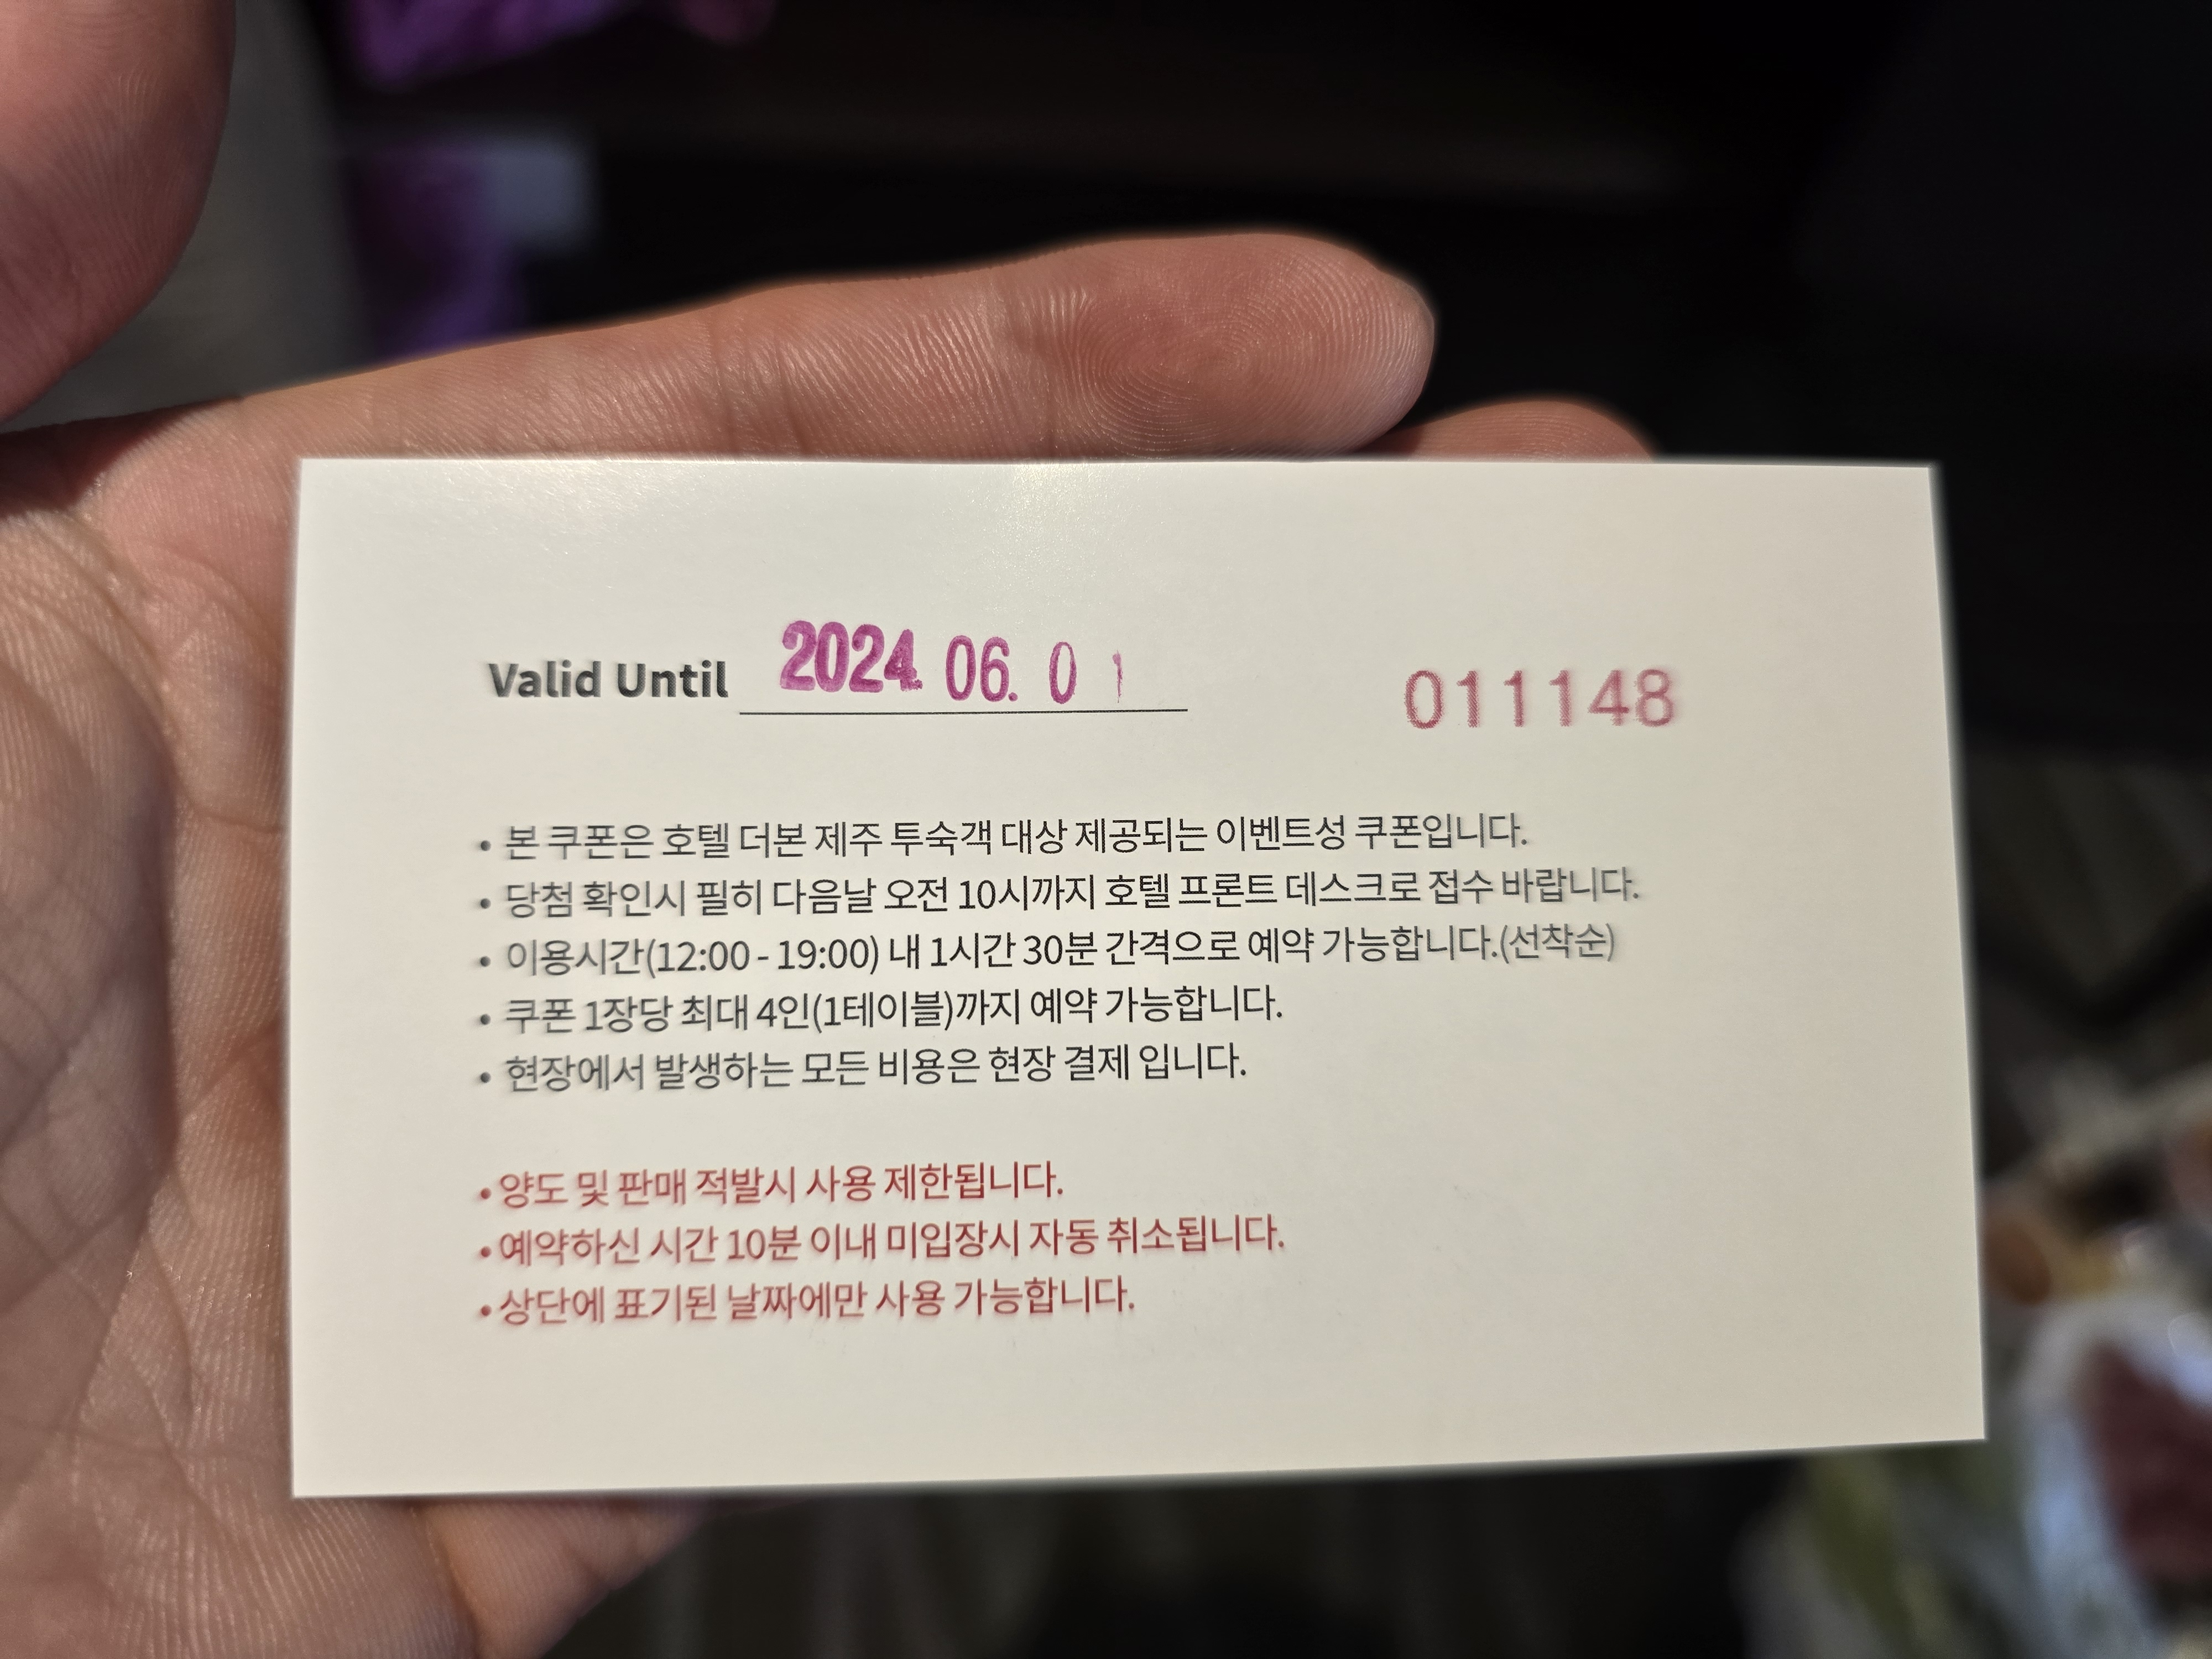 Valid Until 2024. 06. 01
011148
• 본 쿠폰은 호텔 더본 제주 투숙객 대상 제공되는 이벤트성 쿠폰입니다.
• 당첨 확인시 필히 다음날 오전 10시까지 호텔 프론트 데스크로 접수 바랍니다.
• 이용시간(12:00 - 19:00) 내 1시간 30분 간격으로 예약 가능합니다.(선착순)
• 쿠폰 1장당 최대 4인(1테이블)까지 예약 가능합니다.
• 현장에서 발생하는 모든 비용은 현장 결제 입니다.
• 양도 및 판매 적발시 사용 제한됩니다.
• 예약하신 시간 10분 이내 미입장시 자동 취소됩니다.
• 상단에 표기된 날짜에만 사용 가능합니다.